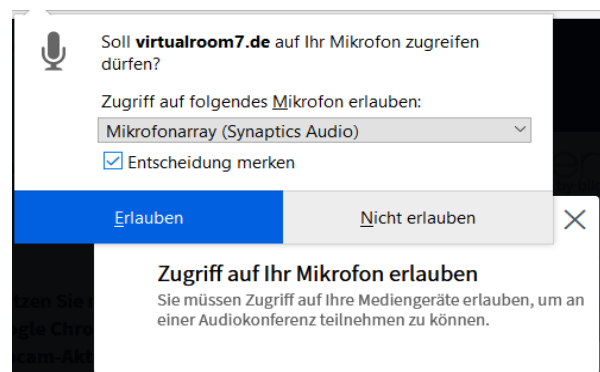 Soll virtualroom7.de auf Ihr Mikrofon zugreifen
dürfen?
Zugriff auf folgendes Mikrofon erlauben:
Mikrofonarray (Synaptics Audio)
Entscheidung merken
Erlauben
Nicht erlauben
Zugriff auf Ihr Mikrofon erlauben
Sie müssen Zugriff auf Ihre Mediengeräte erlauben, um an
einer Audiokonferenz teilnehmen zu können.